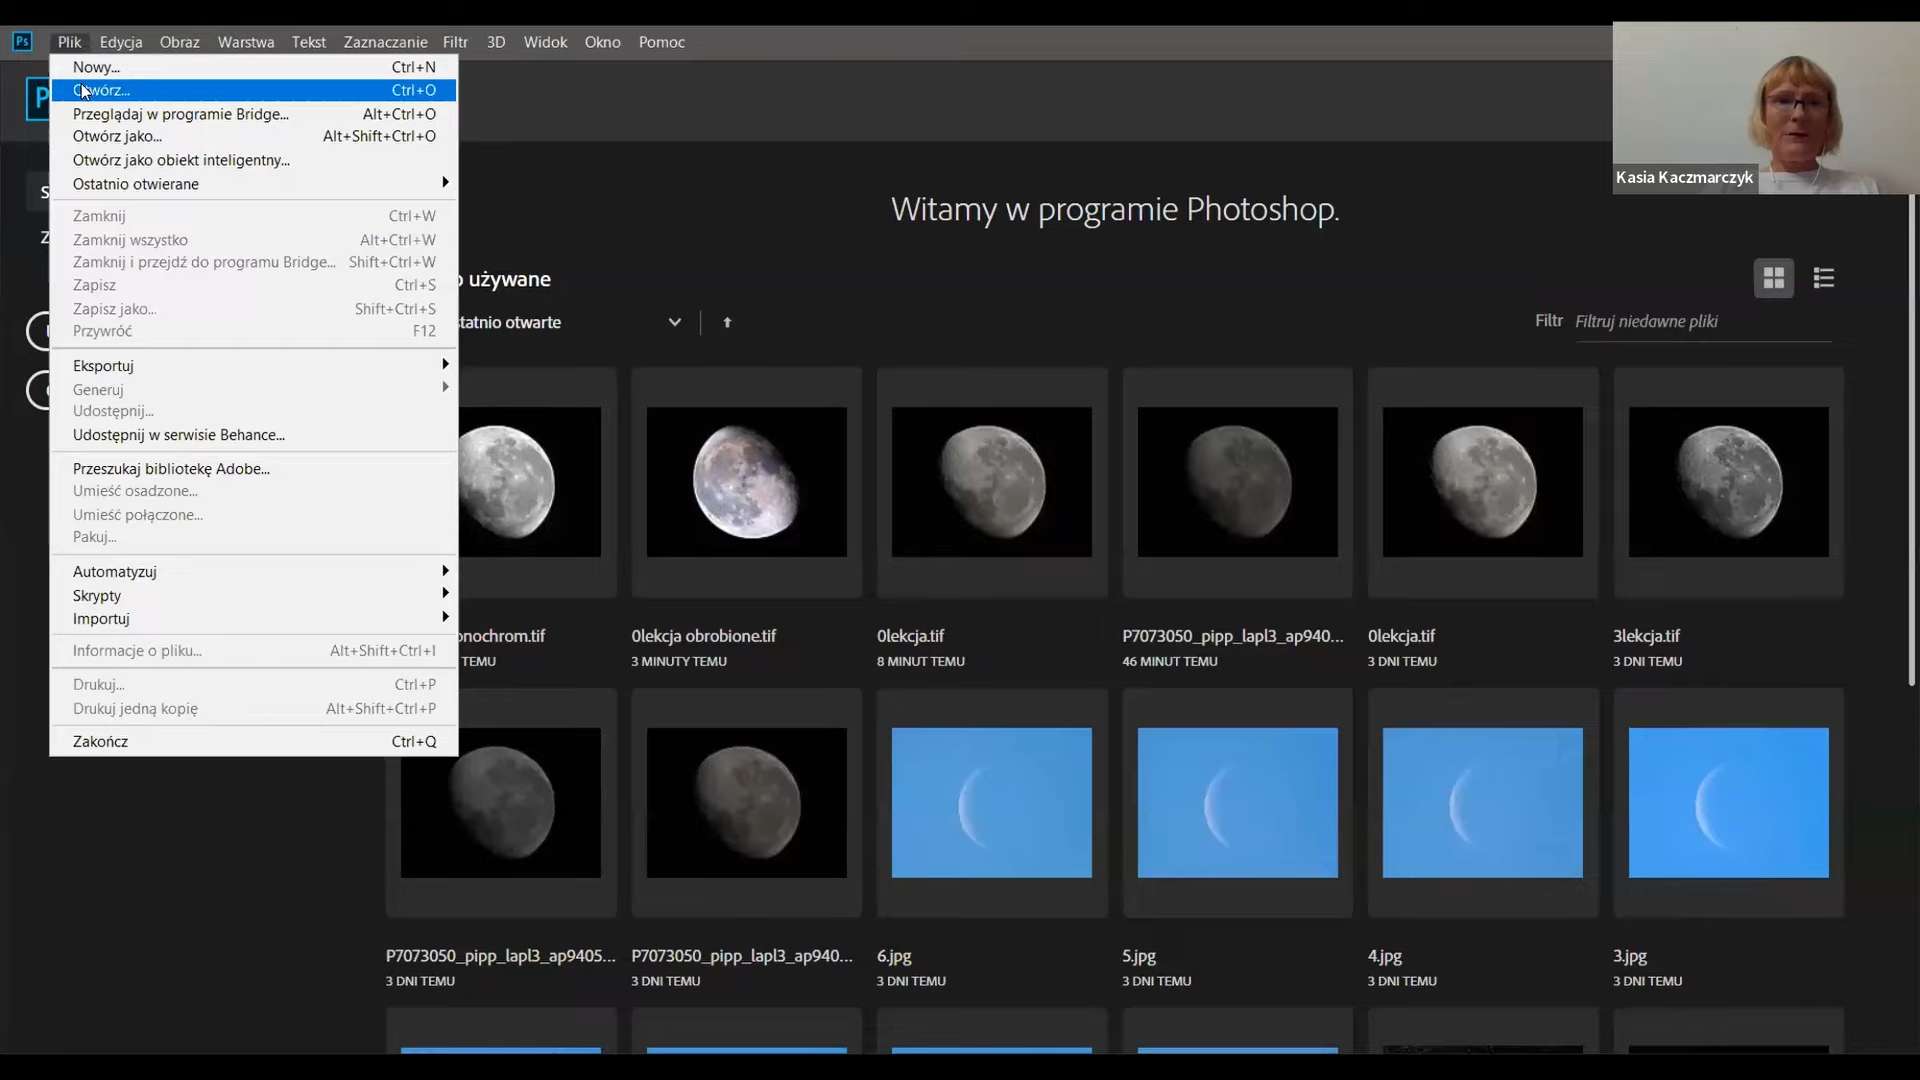 Ps
Plik Edycja Obraz Warstwa Tekst Zaznaczanie Filtr 3D Widok Okno Pomoc
Nowy... Ctrl+N
Otwórz... Ctrl+O
Przeglądaj w programie Bridge... Alt+Ctrl+O
Otwórz jako... Alt+Shift+Ctrl+O
Otwórz jako obiekt inteligentny...
Ostatnio otwierane
Zamknij Ctrl+W
Zamknij wszystko Alt+Ctrl+W
Zamknij i przejdź do programu Bridge... Shift+Ctrl+W
Zapisz Ctrl+S
Zapisz jako... Shift+Ctrl+S
Przywróć F12
Eksportuj
Generuj
Udostępnij...
Udostępnij w serwisie Behance...
Przeszukaj bibliotekę Adobe...
Umieść osadzone...
Umieść połączone...
Pakuj...
Automatyzuj
Skrypty
Importuj
Informacje o pliku... Alt+Shift+Ctrl+I
Drukuj... Ctrl+P
Drukuj jedną kopię Alt+Shift+Ctrl+P
Zakończ Ctrl+Q
Kasia Kaczmarczyk
Witamy w programie Photoshop.
używane
tatnio otwarte
Filtr Filtruj niedawne pliki
onochrom.tif 0lekcja obrobione.tif 0lekcja.tif P7073050_pipp_lapl3_ap940... 0lekcja.tif 3lekcja.tif
TEMU 3 MINUTY TEMU 8 MINUT TEMU 46 MINUT TEMU 3 DNI TEMU 3 DNI TEMU
P7073050_pipp_lapl3_ap9405... P7073050_pipp_lapl3_ap940... 6.jpg 5.jpg 4.jpg 3.jpg
3 DNI TEMU 3 DNI TEMU 3 DNI TEMU 3 DNI TEMU 3 DNI TEMU 3 DNI TEMU